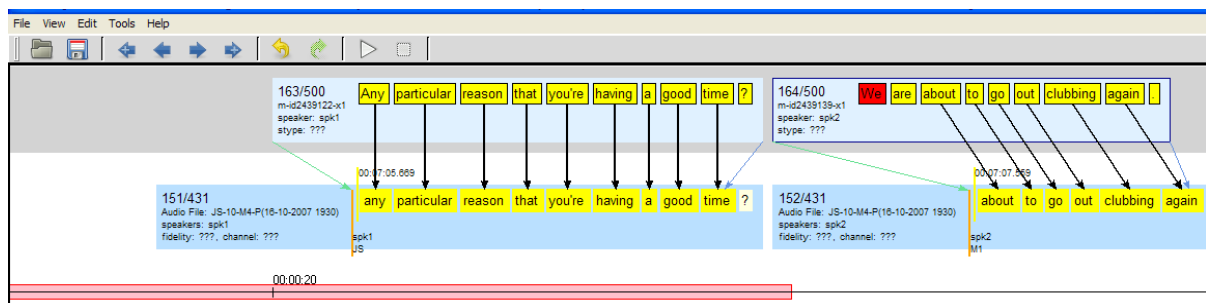 File View Edit Tools Help
163/500
m-id2439122-x1
speaker: spk1
stype: ???
Any particular reason that you're having a good time ?
164/500
m-id2439139-x1
speaker: spk2
stype: ???
We are about to go out clubbing again .
00:07:05.669
151/431
Audio File: JS-10-M4-P(16-10-2007 1930)
speakers: spk1
fidelity: ???, channel: ???
any particular reason that you're having a good time ?
spk1
JS
00:07:07.569
152/431
Audio File: JS-10-M4-P(16-10-2007 1930)
speakers: spk2
fidelity: ???, channel: ???
about to go out clubbing again
spk2
M1
00:00:20